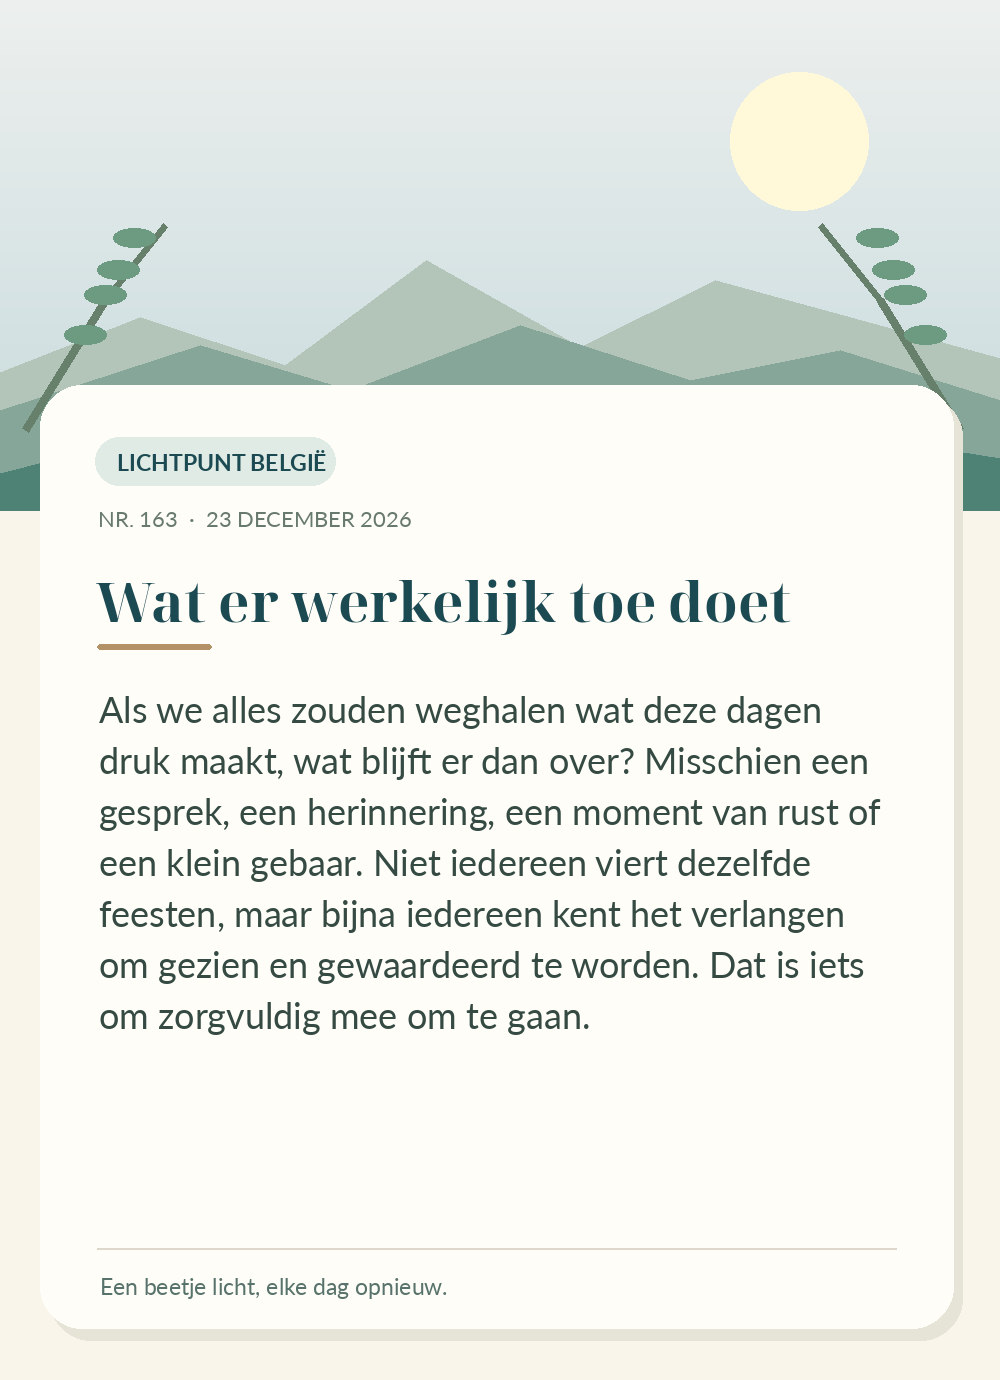 LICHTPUNT BELGIË
NR. 163 · 23 DECEMBER 2026
Wat er werkelijk toe doet
Als we alles zouden weghalen wat deze dagen
druk maakt, wat blijft er dan over? Misschien een
gesprek, een herinnering, een moment van rust of
een klein gebaar. Niet iedereen viert dezelfde
feesten, maar bijna iedereen kent het verlangen
om gezien en gewaardeerd te worden. Dat is iets
om zorgvuldig mee om te gaan.
Een beetje licht, elke dag opnieuw.